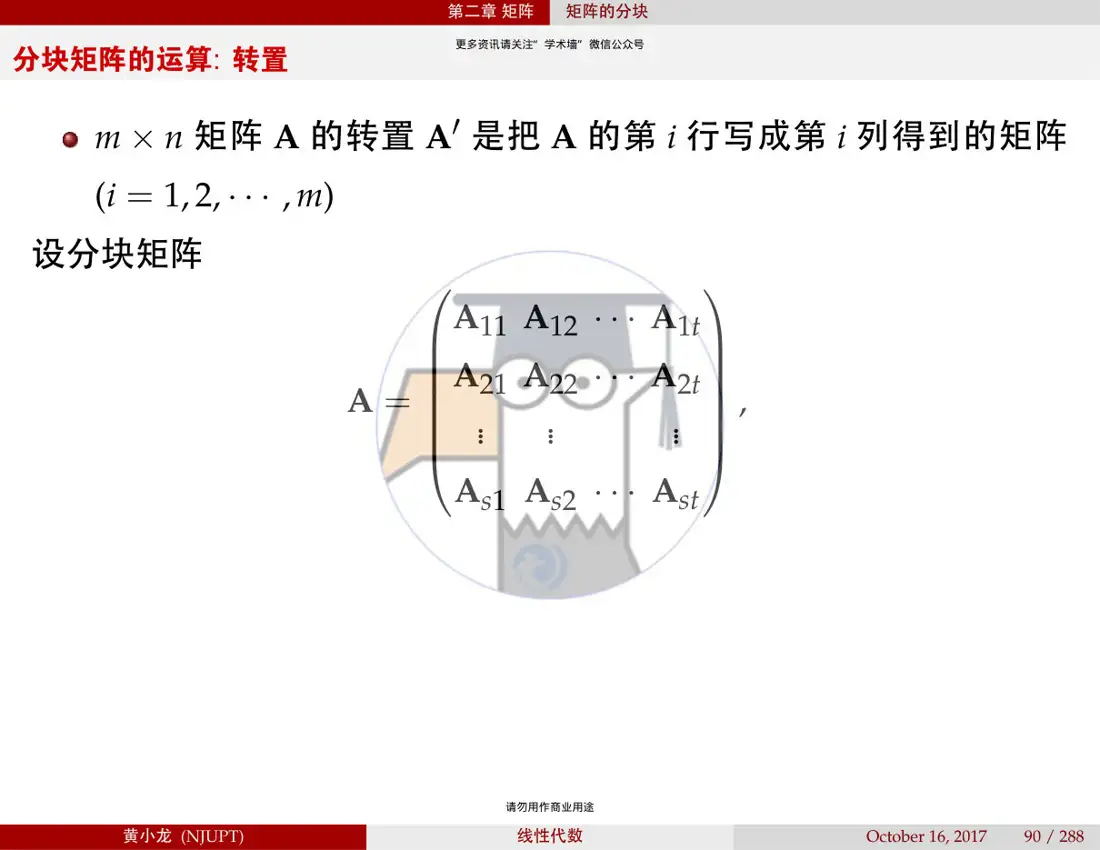 第二章 矩阵 矩阵的分块
更多资讯请关注“学术墙”微信公众号
分块矩阵的运算: 转置
m × n 矩阵 A 的转置 A′ 是把 A 的第 i 行写成第 i 列得到的矩阵
(i = 1, 2, · · · , m)
设分块矩阵
A₁₁ A₁₂ · · · A₁ₜ
A₂₁ A₂₂ · · · A₂ₜ
A = ,
⋮ ⋮ ⋮
Aₛ₁ Aₛ₂ · · · Aₛₜ
请勿用作商业用途
黄小龙 (NJUPT) 线性代数 October 16, 2017 90 / 288